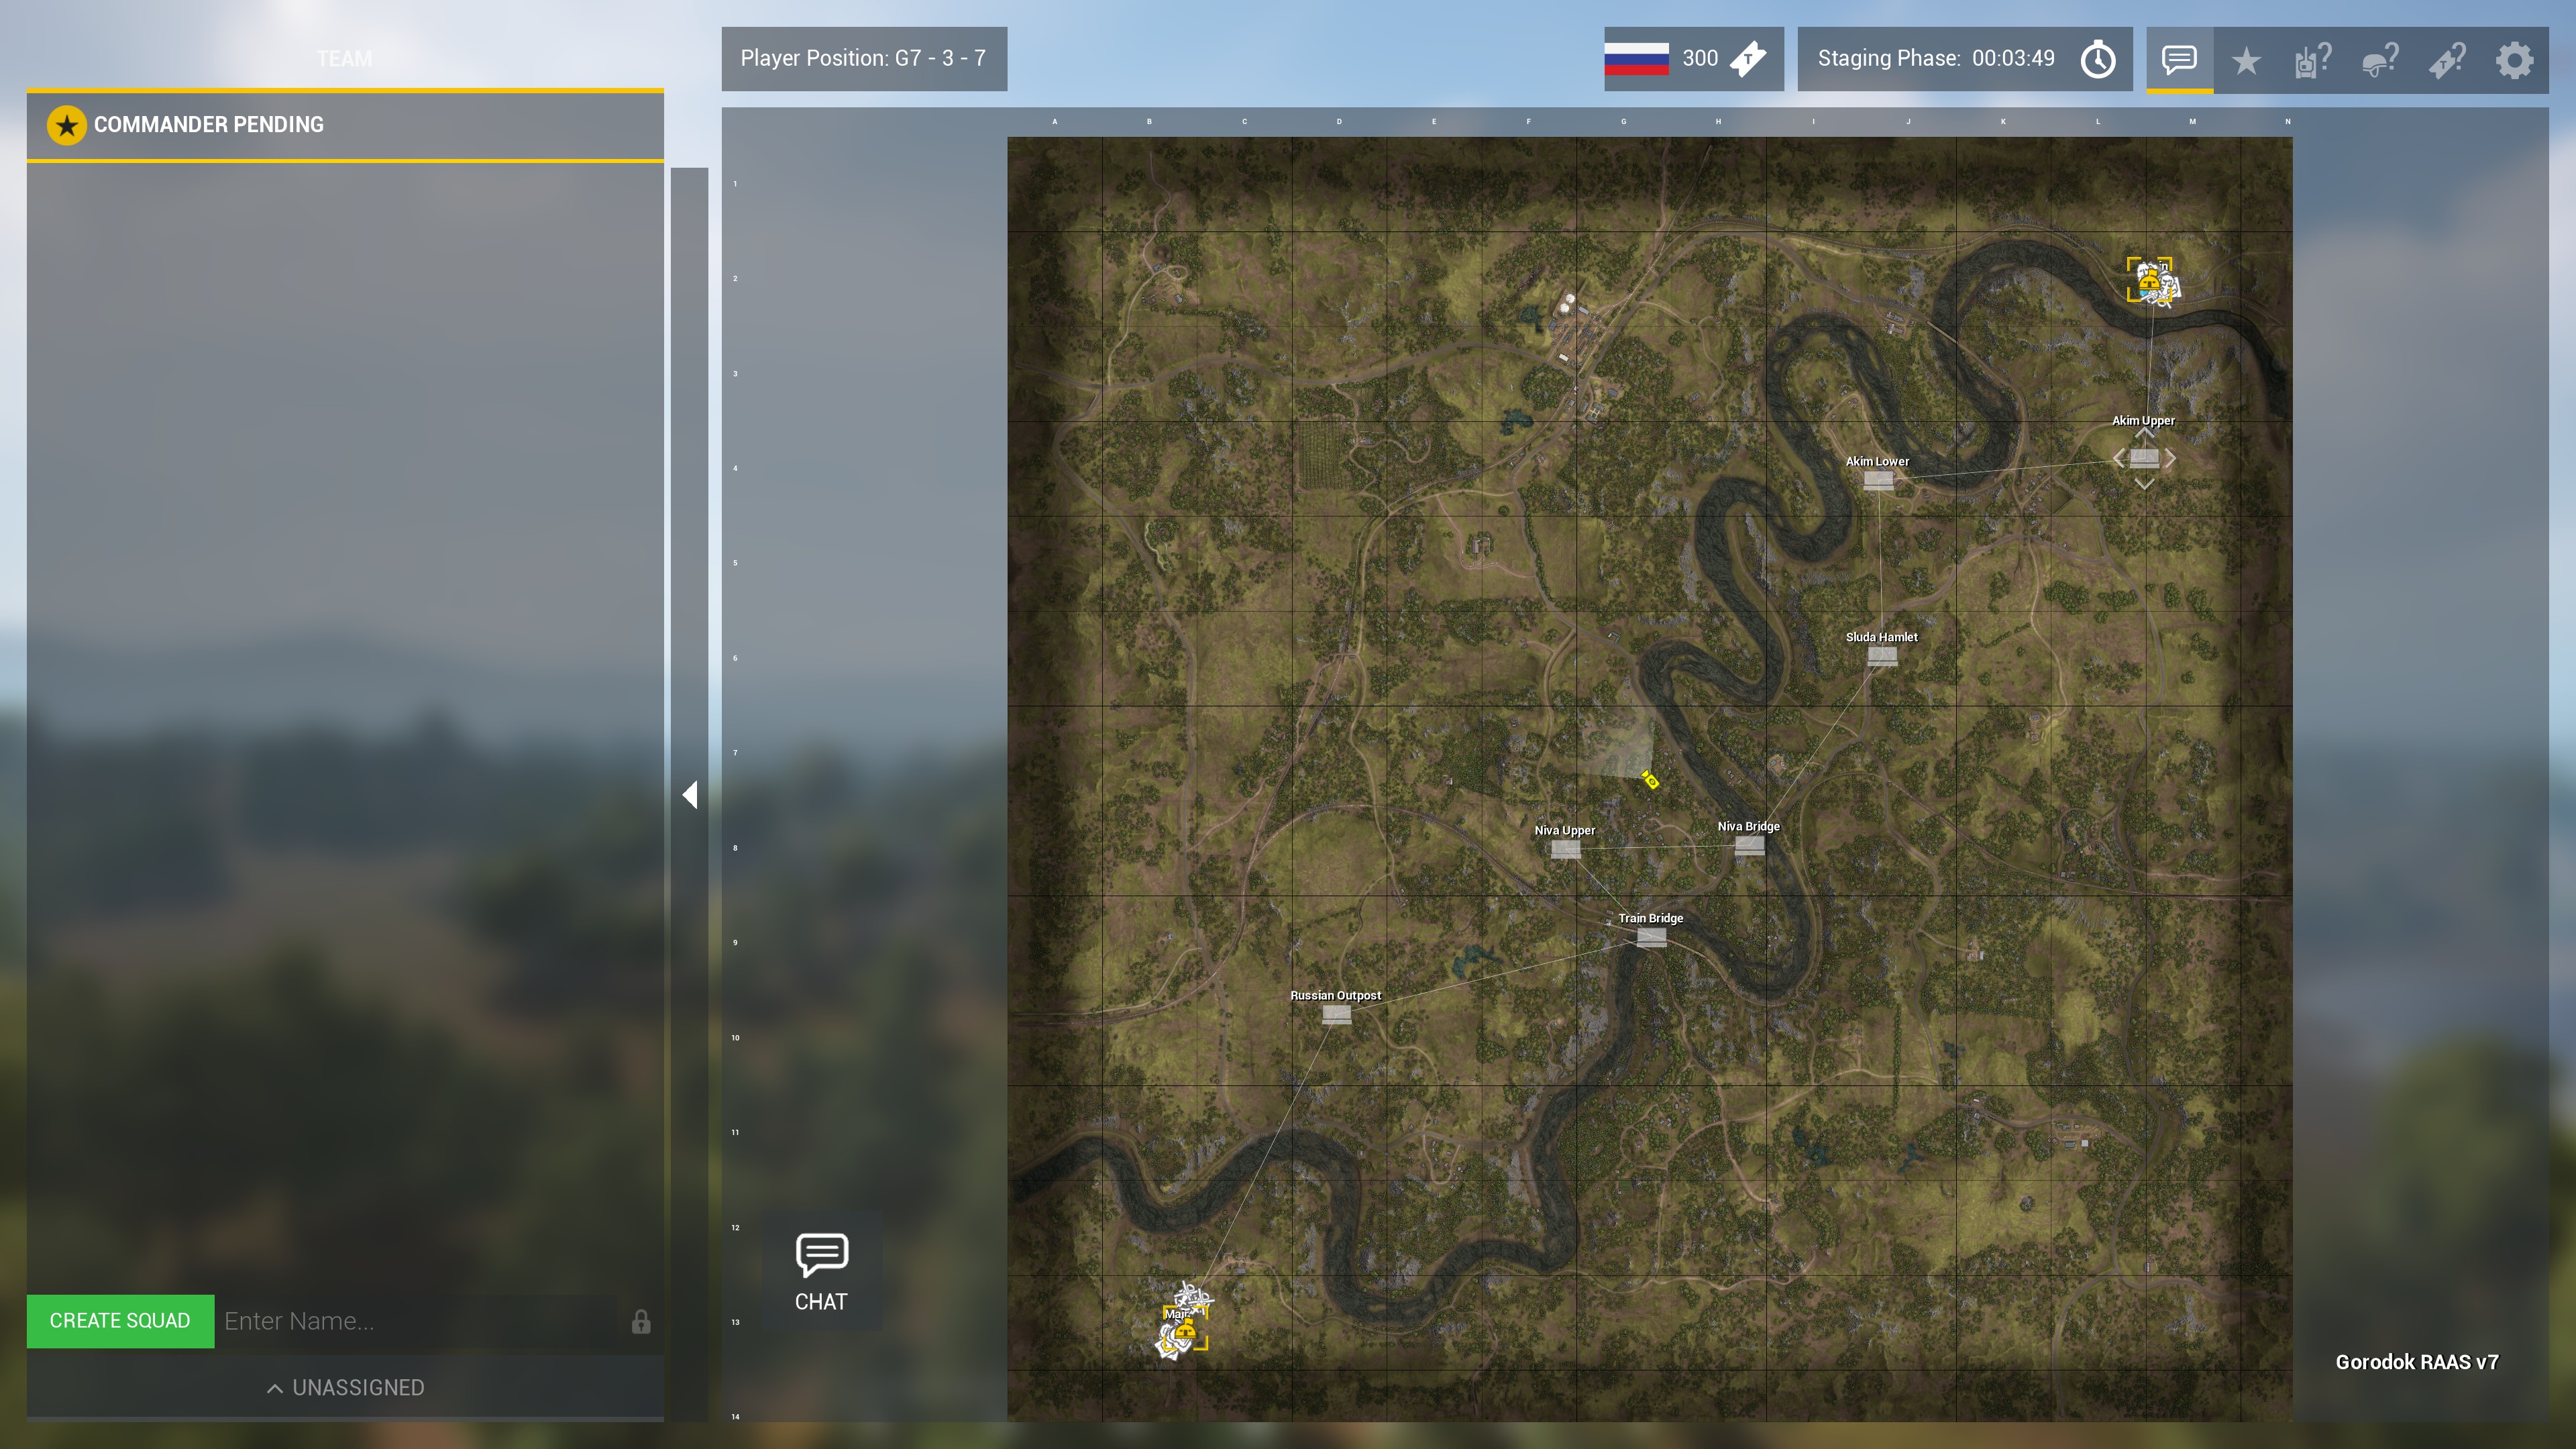 TEAM
Player Position: G7 - 3 - 7
300
T
Staging Phase: 00:03:49
? ? T ?
COMMANDER PENDING
A B C D E F G H I J K L M N
1
2
3
Akim Upper
4
Akim Lower
5
6
Sluda Hamlet
7
Niva Upper
Niva Bridge
8
Train Bridge
9
Russian Outpost
10
11
12
CHAT
Main
13
CREATE SQUAD Enter Name...
Gorodok RAAS v7
UNASSIGNED
14